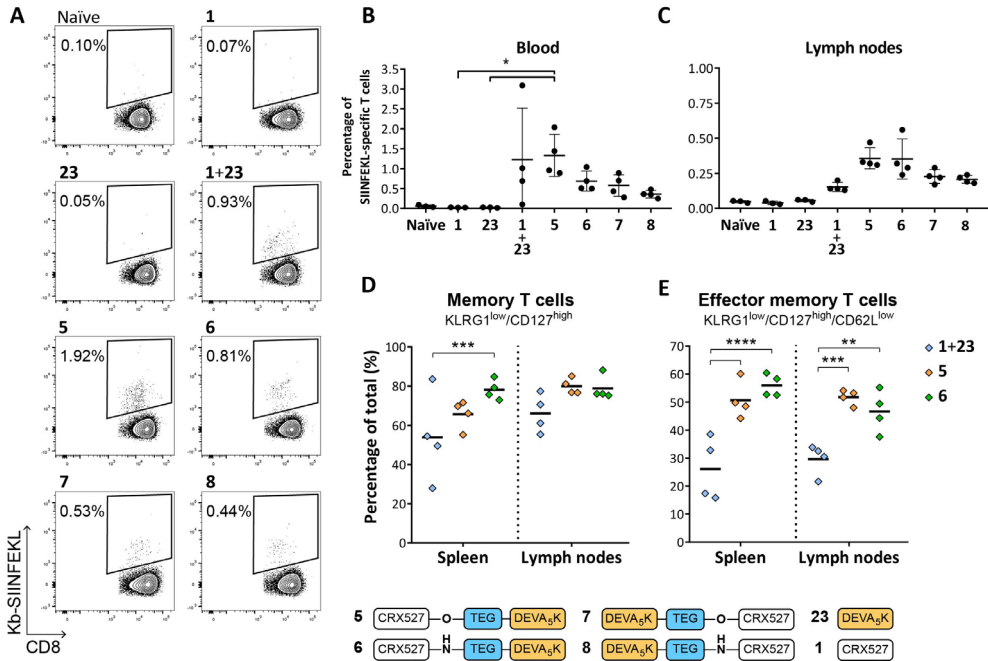 A
Naïve
0.10%
1
0.07%
23
0.05%
1+23
0.93%
5
1.92%
6
0.81%
7
0.53%
8
0.44%
Kb-SIINFEKL
CD8
B
Blood
Percentage of
SIINFEKL-specific T cells
3.5
3.0
2.5
2.0
1.5
1.0
0.5
0.0
*
Naïve 1 23 1 + 23 5 6 7 8
C
Lymph nodes
1.00
0.75
0.50
0.25
0.00
Naïve 1 23 1 + 23 5 6 7 8
D
Memory T cells
KLRG1low/CD127high
Percentage of total (%)
100
80
60
40
20
0
***
Spleen Lymph nodes
E
Effector memory T cells
KLRG1low/CD127high/CD62Llow
70
60
50
40
30
20
10
0
****
**
***
Spleen Lymph nodes
1+23
5
6
5 CRX527 O TEG DEVA5K
6 CRX527 H N TEG DEVA5K
7 DEVA5K TEG O CRX527
8 DEVA5K TEG H N CRX527
23 DEVA5K
1 CRX527